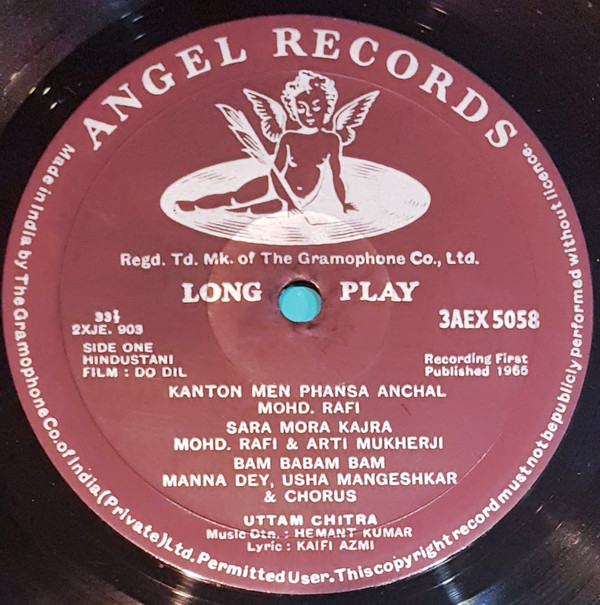 ANGEL RECORDS
Regd. Td. Mk. of The Gramophone Co., Ltd.
LONG PLAY
33⅓
2XJE. 903
3AEX 5058
SIDE ONE
HINDUSTANI
FILM : DO DIL
Recording First
Published 1965
KANTON MEN PHANSA ANCHAL
MOHD. RAFI
SARA MORA KAJRA
MOHD. RAFI & ARTI MUKHERJI
BAM BABAM BAM
MANNA DEY, USHA MANGESHKAR
& CHORUS
UTTAM CHITRA
Music Dtn. : HEMANT KUMAR
Lyric : KAIFI AZMI
Made in India by The Gramophone Co. of India (Private) Ltd. Permitted User. This copyright record must not be publicly performed without licence.